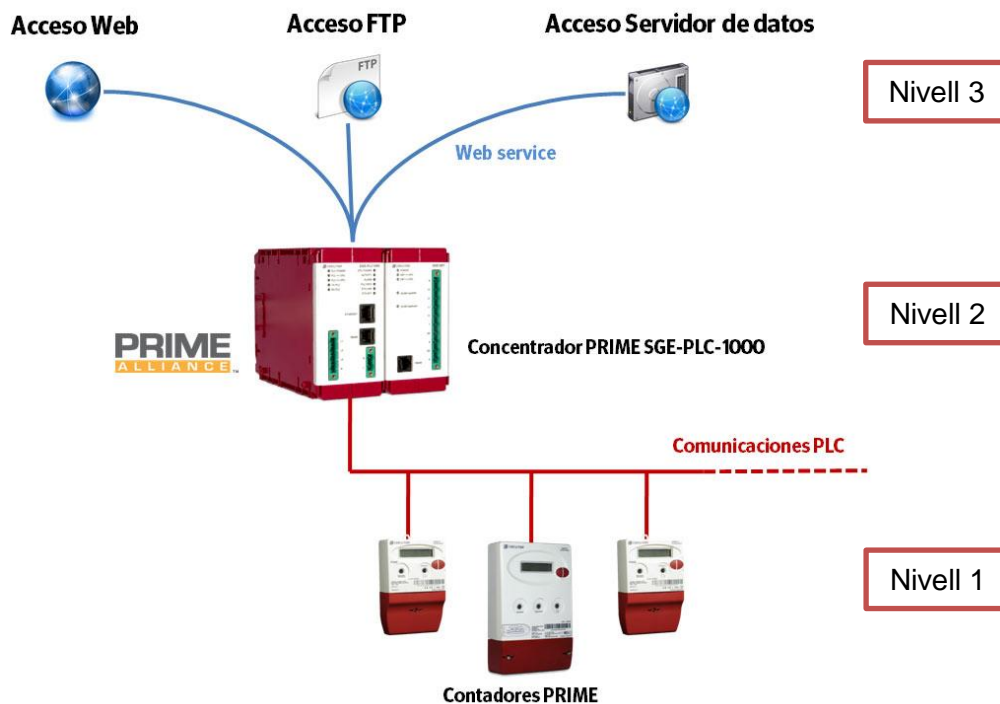 Acceso Web
Acceso FTP
Acceso Servidor de datos
FTP
Nivell 3
Web service
PRIME
ALLIANCE™
Concentrador PRIME SGE-PLC-1000
Nivell 2
Comunicaciones PLC
Nivell 1
Contadores PRIME